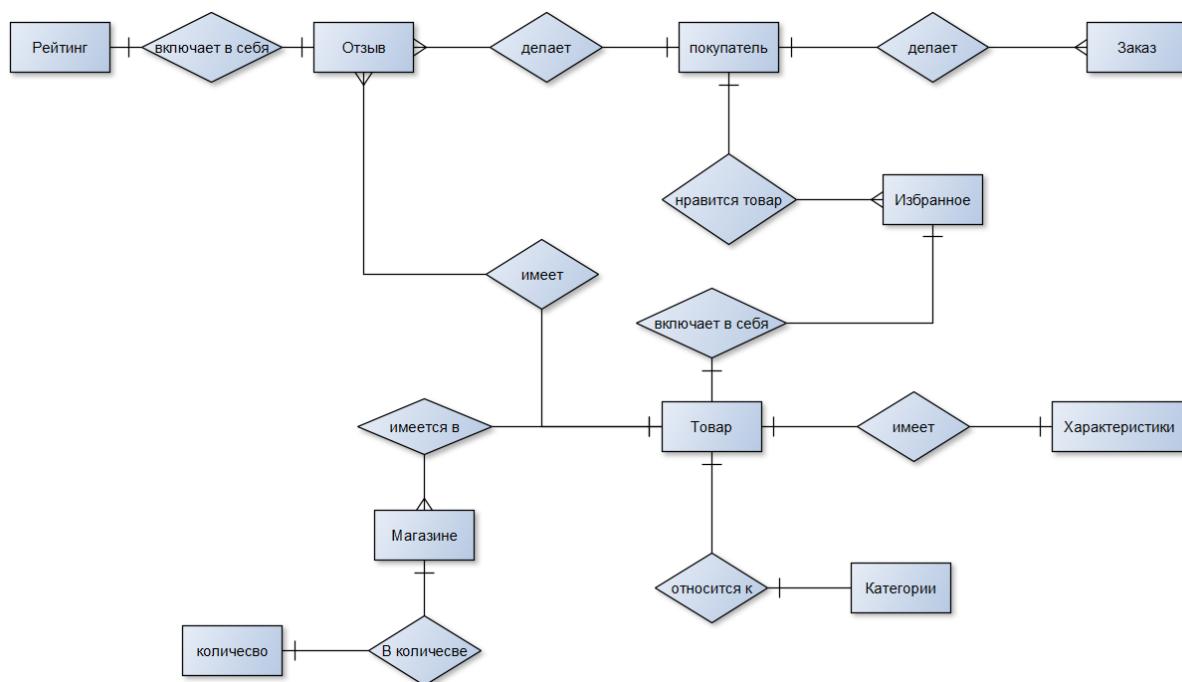 Рейтинг
включает в себя
Отзыв
делает
покупатель
делает
Заказ
нравится товар
Избранное
имеет
включает в себя
имеется в
Товар
имеет
Характеристики
Магазине
относится к
Категории
количесво
В количесве